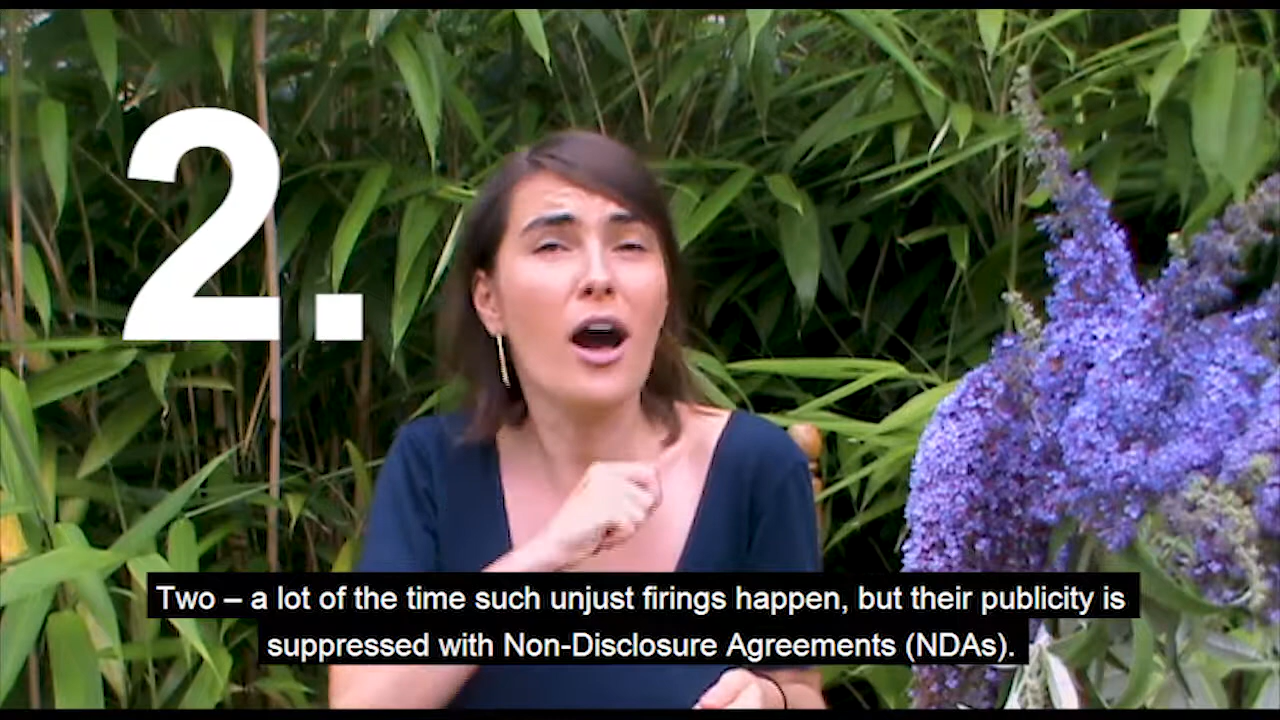 2.
Two – a lot of the time such unjust firings happen, but their publicity is
suppressed with Non-Disclosure Agreements (NDAs).